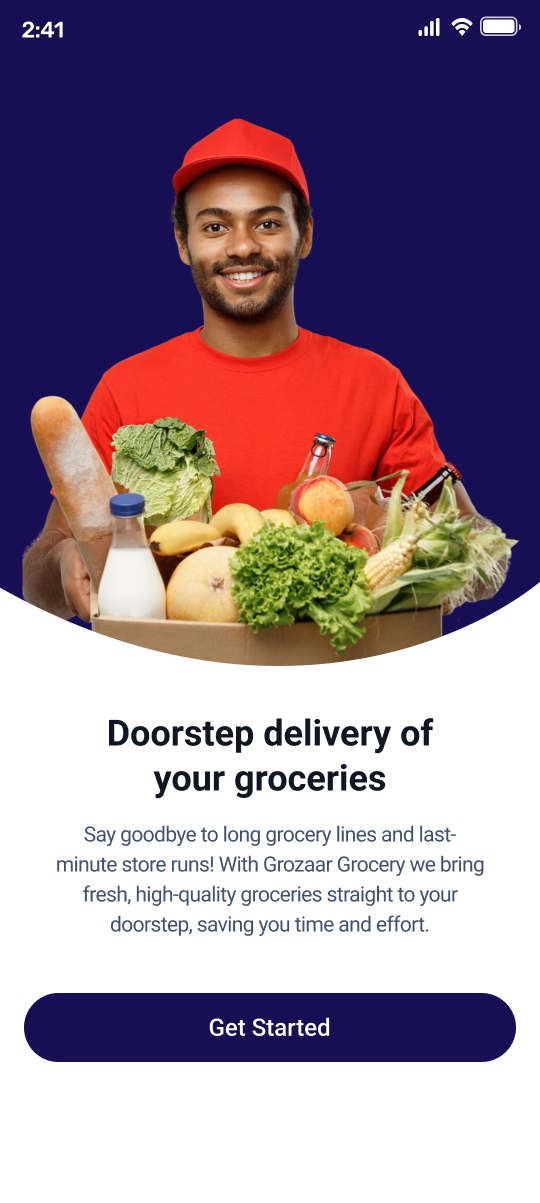 2:41
Doorstep delivery of
your groceries
Say goodbye to long grocery lines and last-
minute store runs! With Grozaar Grocery we bring
fresh, high-quality groceries straight to your
doorstep, saving you time and effort.
Get Started